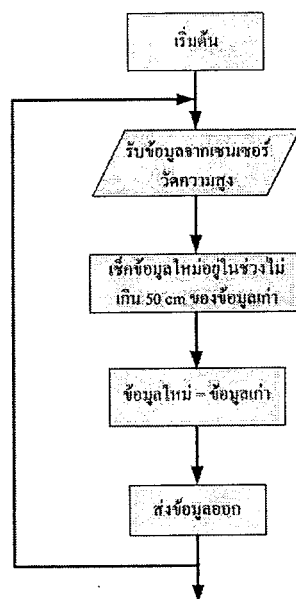 เริ่มต้น
รับข้อมูลจากเซนเซอร์
วัดความสูง
เช็คข้อมูลใหม่อยู่ในช่วงไม่
เกิน 50 cm ของข้อมูลเก่า
ข้อมูลใหม่ = ข้อมูลเก่า
ส่งข้อมูลออก